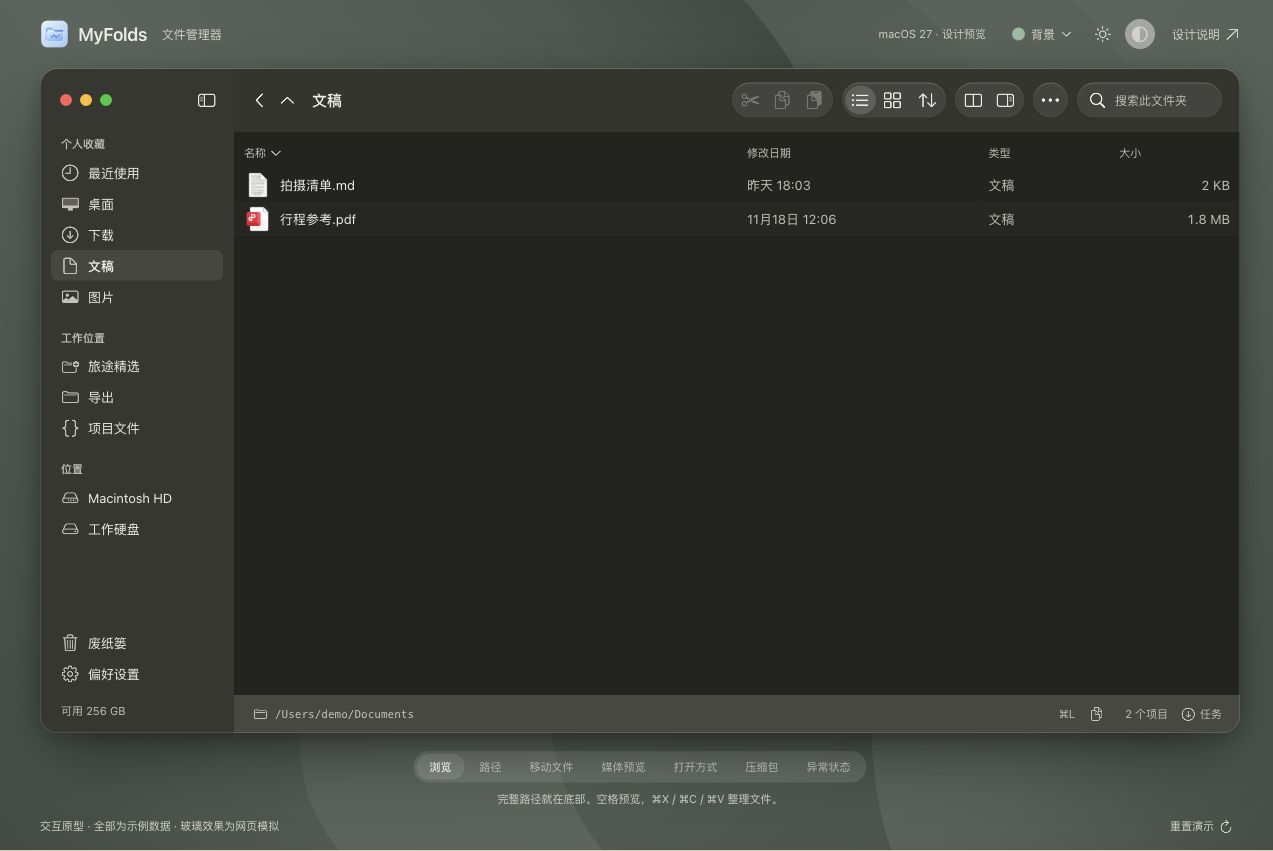 MyFolds 文件管理器
macOS 27 · 设计预览 背景 设计说明
文稿 搜索此文件夹
个人收藏
最近使用
桌面
下载
文稿
图片
工作位置
旅途精选
导出
项目文件
位置
Macintosh HD
工作硬盘
废纸篓
偏好设置
可用 256 GB
名称 修改日期 类型 大小
拍摄清单.md 昨天 18:03 文稿 2 KB
行程参考.pdf 11月18日 12:06 文稿 1.8 MB
/Users/demo/Documents ⌘L 2 个项目 任务
浏览 路径 移动文件 媒体预览 打开方式 压缩包 异常状态
完整路径就在底部。空格预览，⌘X / ⌘C / ⌘V 整理文件。
交互原型 · 全部为示例数据 · 玻璃效果为网页模拟 重置演示